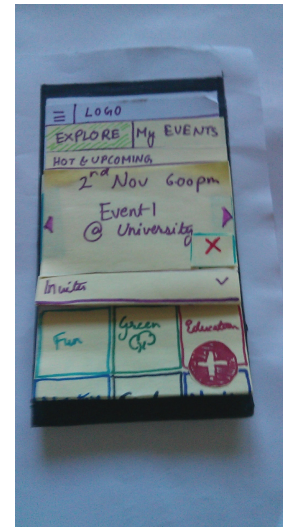 LOGO
EXPLORE My EVENTS
HOT & UPCOMING
2nd Nov 6:00pm
Event 1
@ University
X
Invites
Fun Green Education